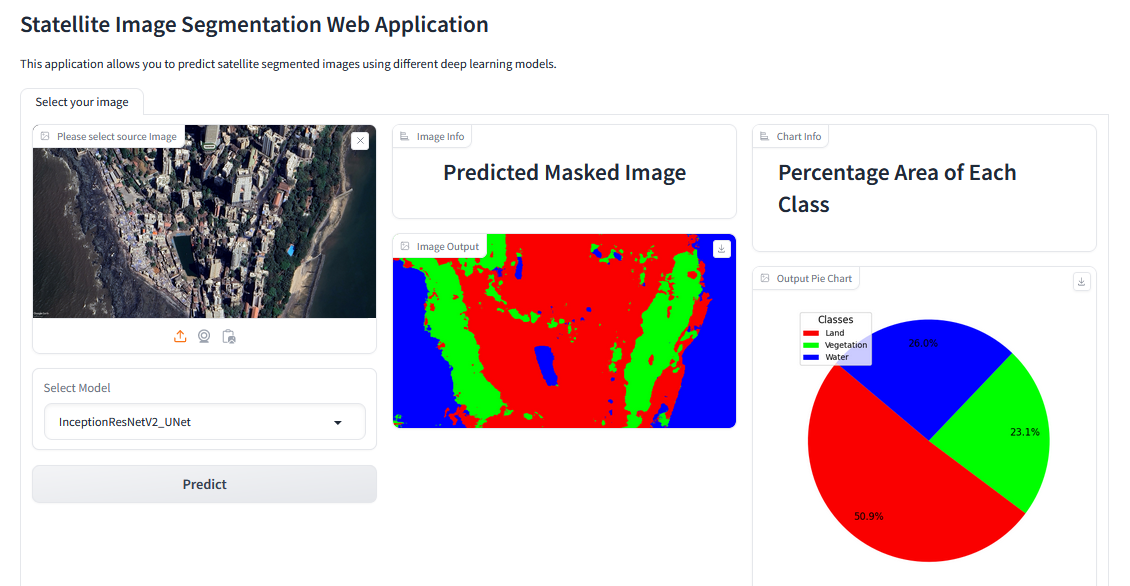 Statellite Image Segmentation Web Application
This application allows you to predict satellite segmented images using different deep learning models.
Select your image
Please select source Image
Select Model
InceptionResNetV2_UNet
Predict
Image Info
Predicted Masked Image
Image Output
Chart Info
Percentage Area of Each
Class
Output Pie Chart
Classes
Land
Vegetation
Water
26.0%
23.1%
50.9%